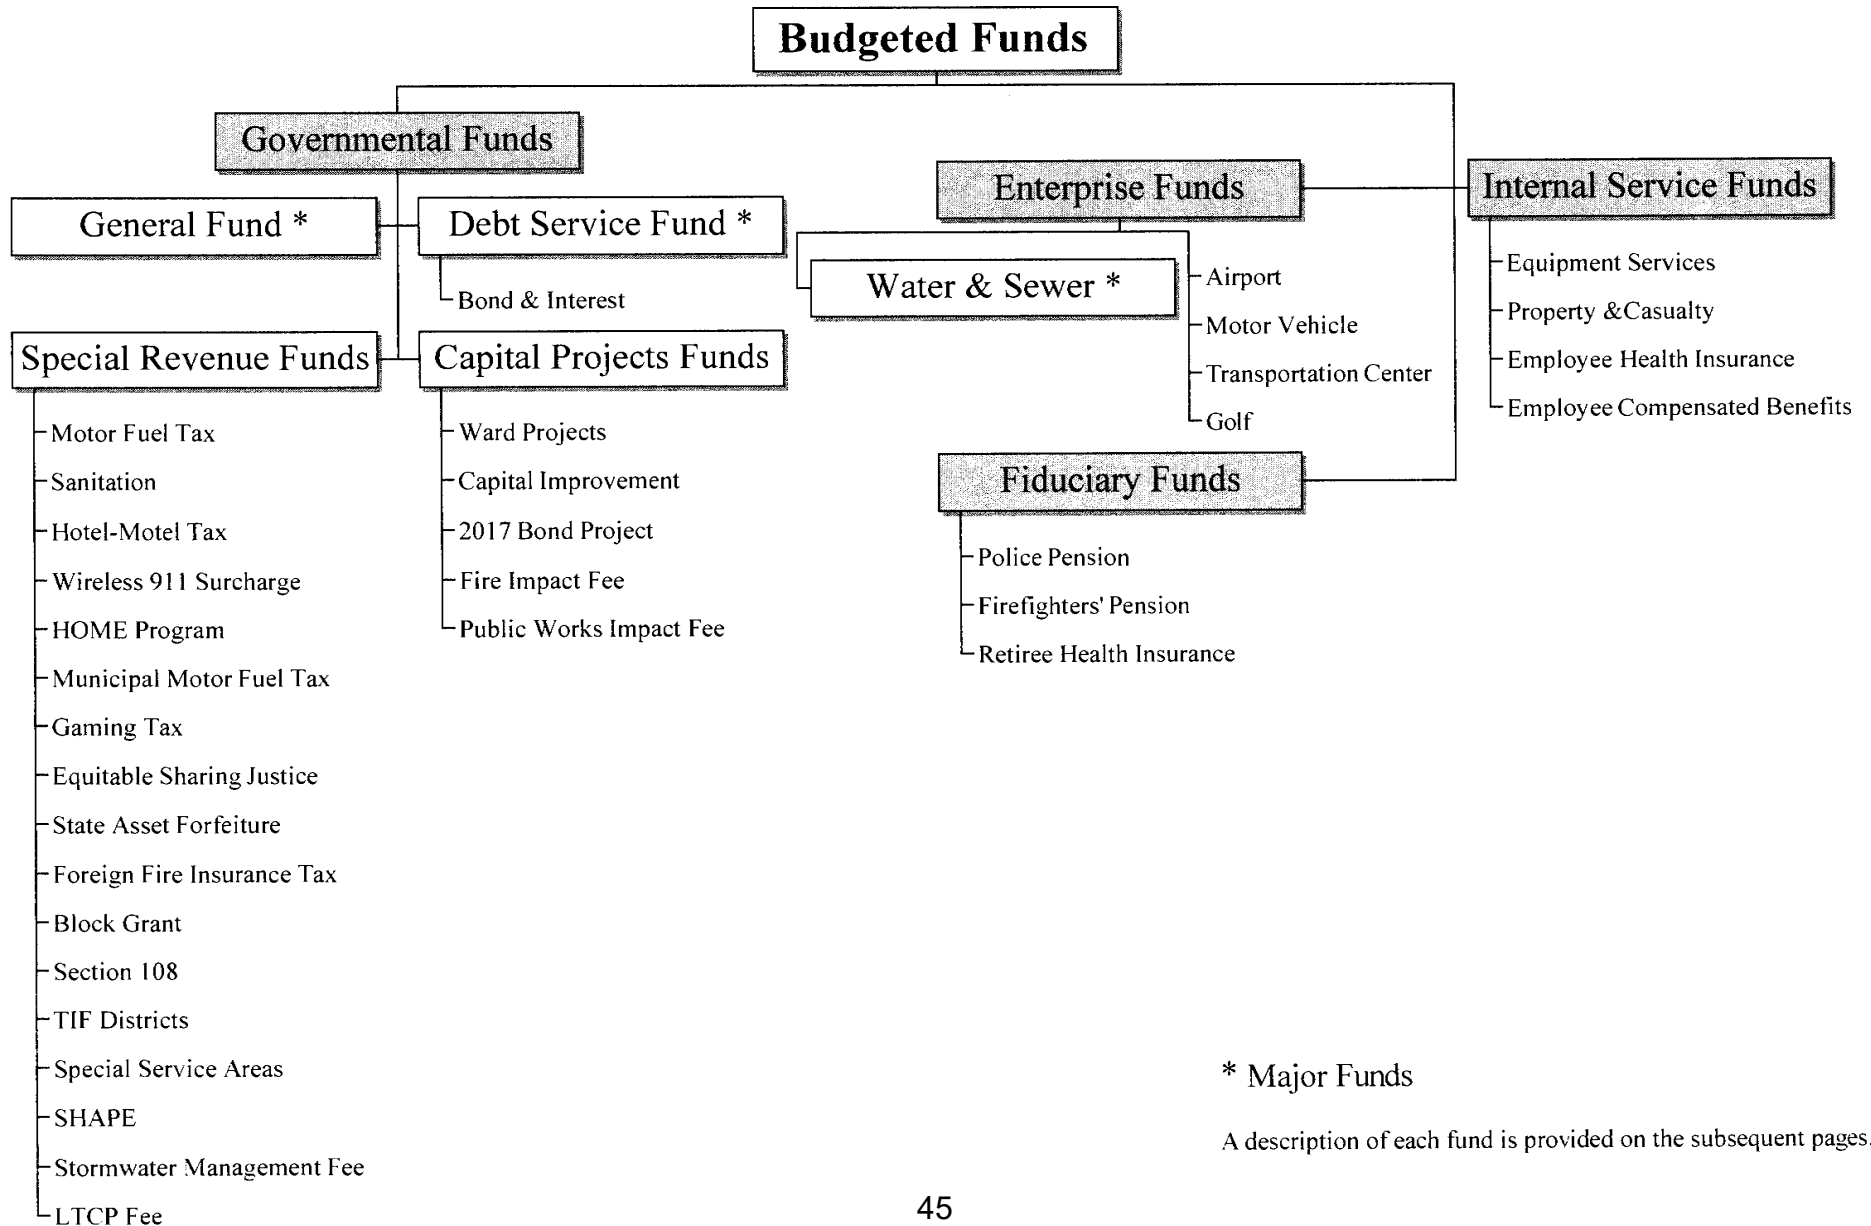 Budgeted Funds
Governmental Funds
General Fund *
Debt Service Fund *
Bond & Interest
Special Revenue Funds
Motor Fuel Tax
Sanitation
Hotel-Motel Tax
Wireless 911 Surcharge
HOME Program
Municipal Motor Fuel Tax
Gaming Tax
Equitable Sharing Justice
State Asset Forfeiture
Foreign Fire Insurance Tax
Block Grant
Section 108
TIF Districts
Special Service Areas
SHAPE
Stormwater Management Fee
LTCP Fee
Capital Projects Funds
Ward Projects
Capital Improvement
2017 Bond Project
Fire Impact Fee
Public Works Impact Fee
Enterprise Funds
Water & Sewer *
Airport
Motor Vehicle
Transportation Center
Golf
Internal Service Funds
Equipment Services
Property &Casualty
Employee Health Insurance
Employee Compensated Benefits
Fiduciary Funds
Police Pension
Firefighters' Pension
Retiree Health Insurance
* Major Funds
A description of each fund is provided on the subsequent pages.
45